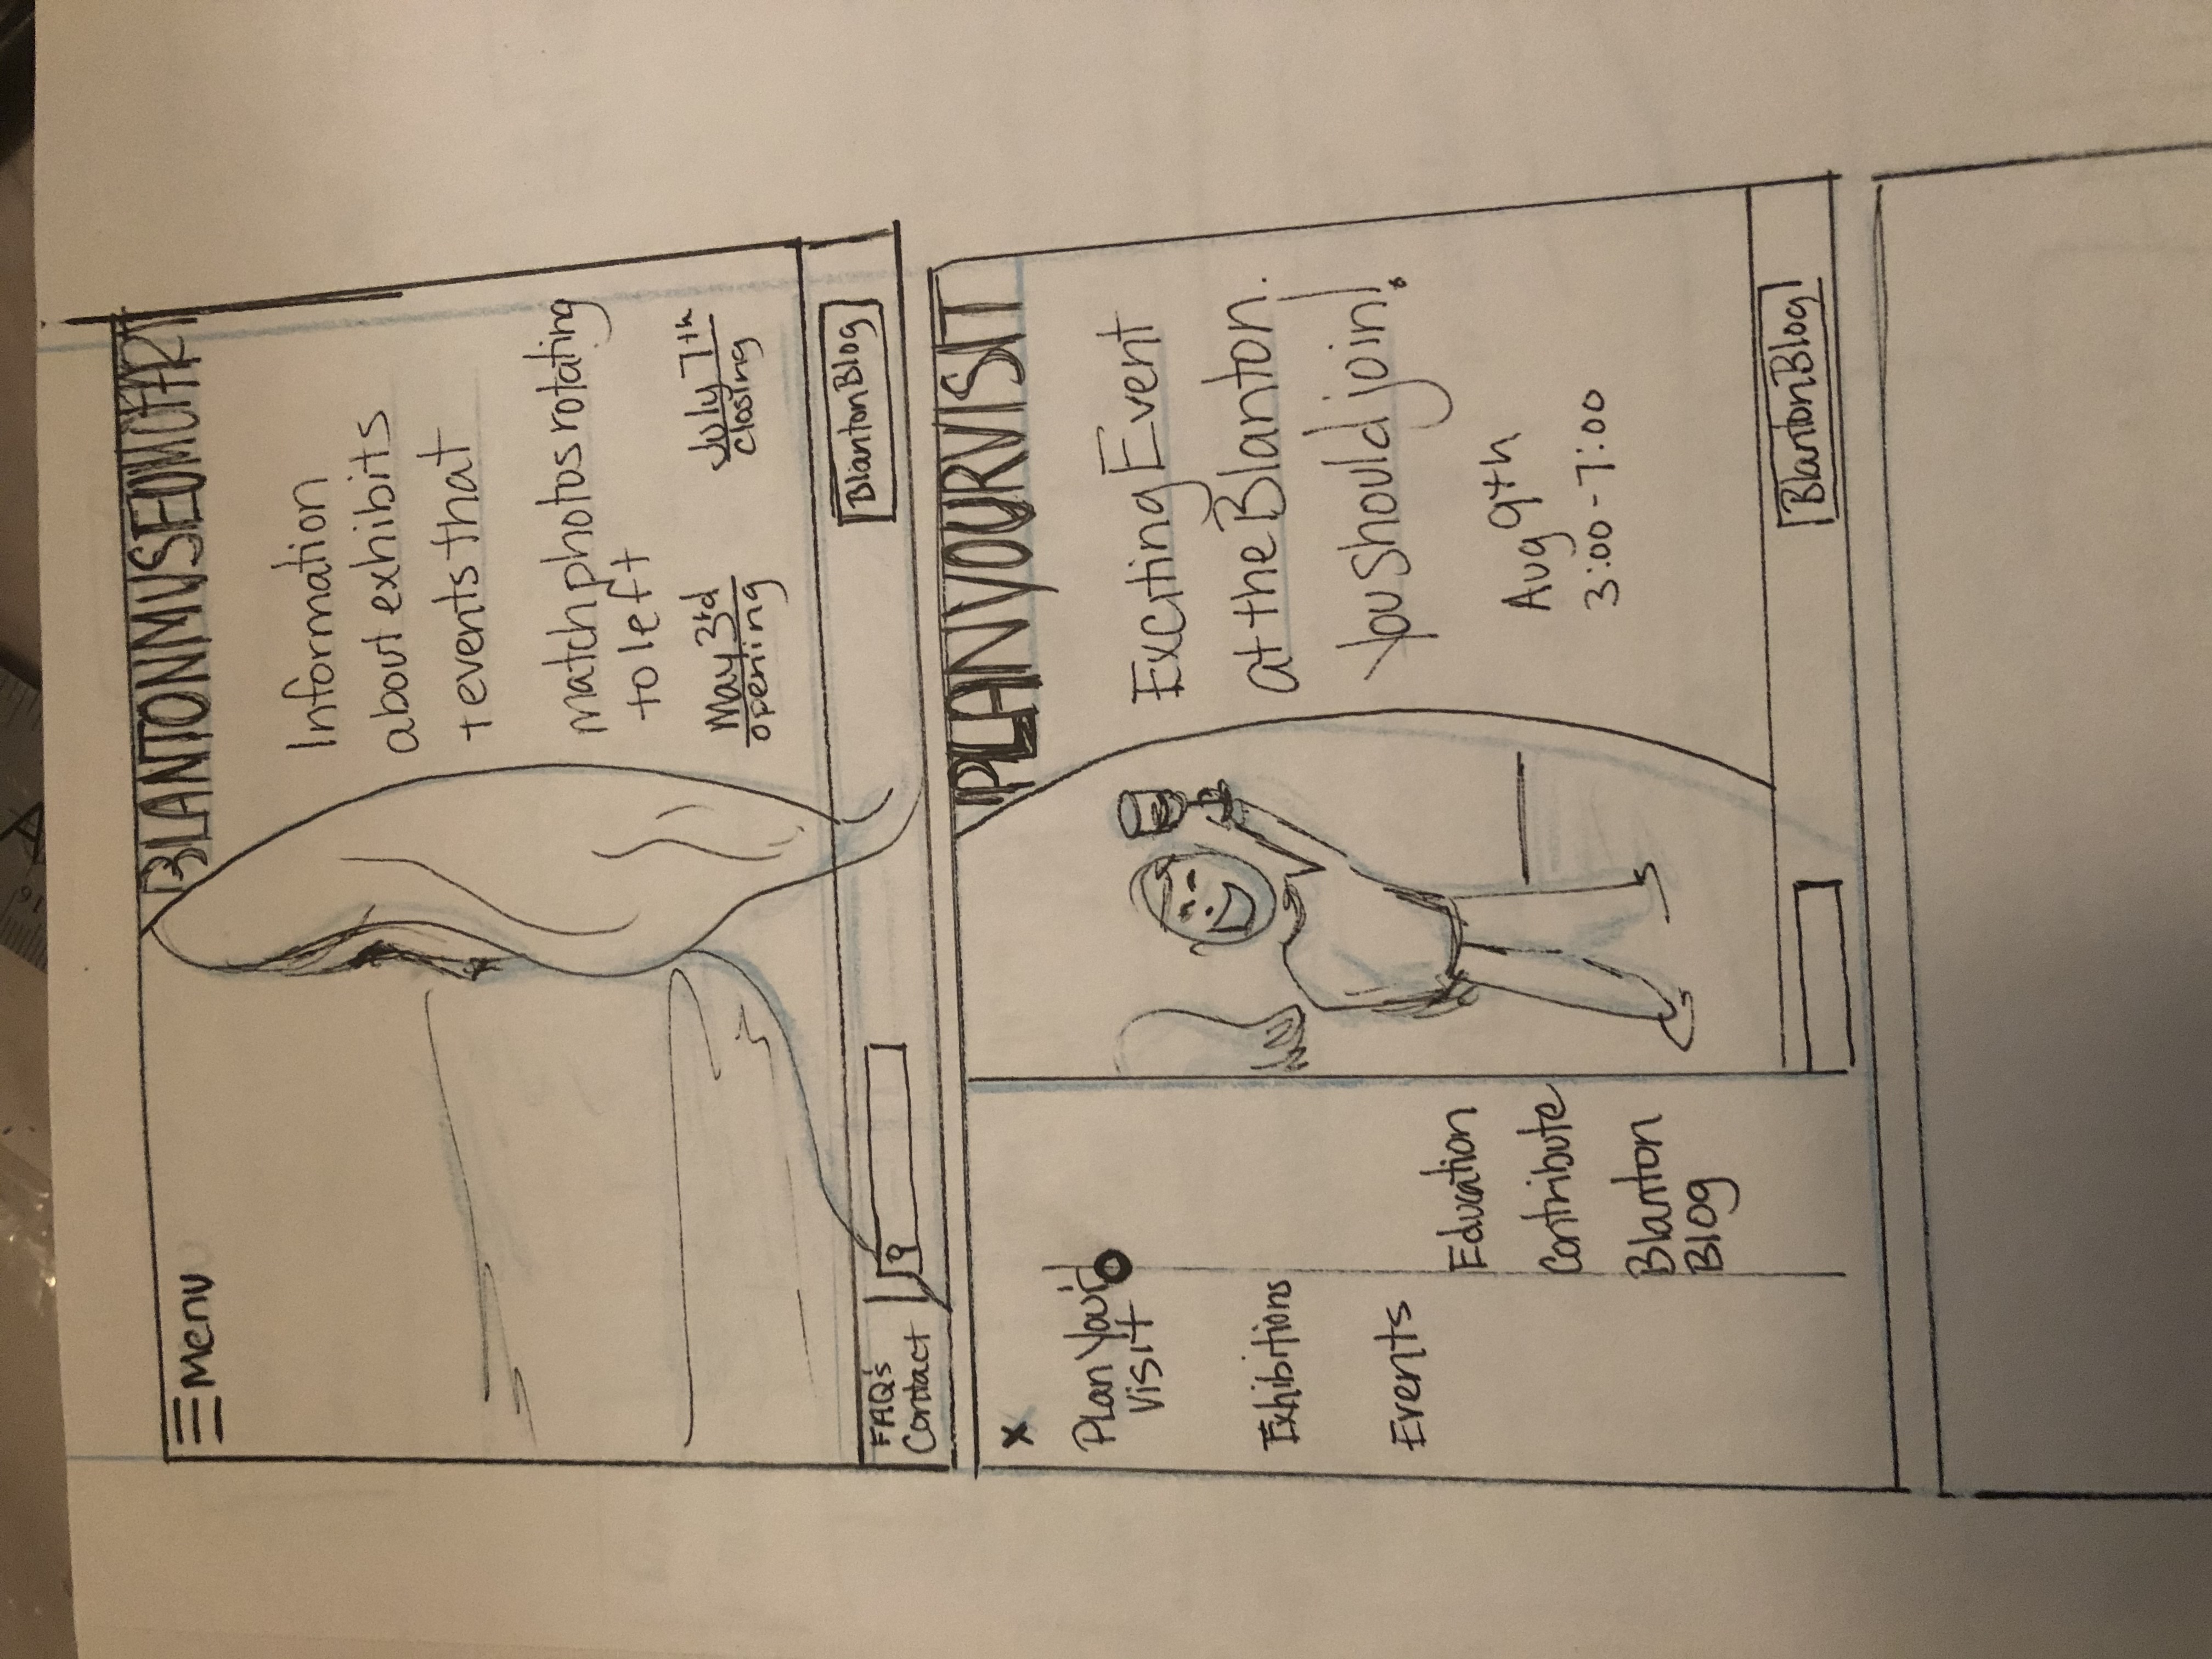 16
Menu
BLANTONMUSEUMOFART
Information
about exhibits
+ events that
match photos rotating
to left
May 3rd
opening
July 7th
closing
FAQ's
Contact
Blanton Blog
PLANYOURVISIT
x
Plan Your
Visit
Exhibitions
Events
Education
Contribute
Blanton
Blog
Exciting Event
at the Blanton.
You should join!
Aug 9th
3:00-7:00
Blanton Blog